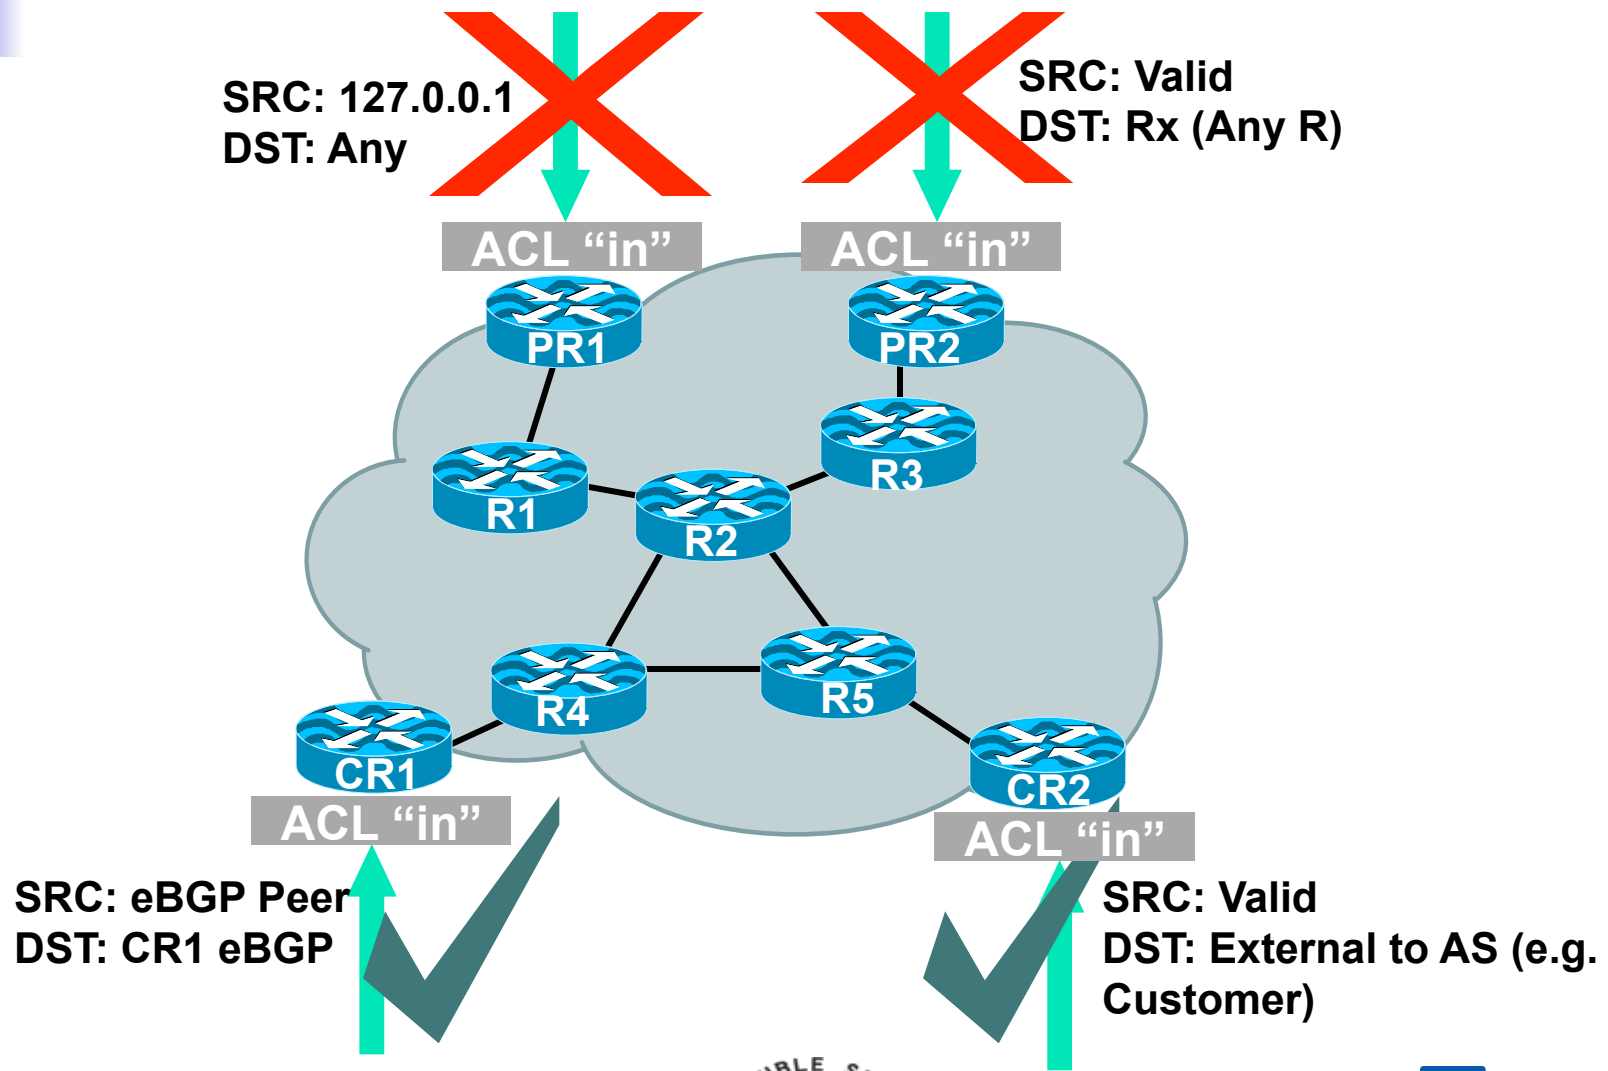 SRC: 127.0.0.1
DST: Any
SRC: Valid
DST: Rx (Any R)
ACL “in”
ACL “in”
PR1
PR2
R3
R1
R2
R5
R4
CR1
CR2
ACL “in”
ACL “in”
SRC: eBGP Peer
DST: CR1 eBGP
SRC: Valid
DST: External to AS (e.g.
Customer)